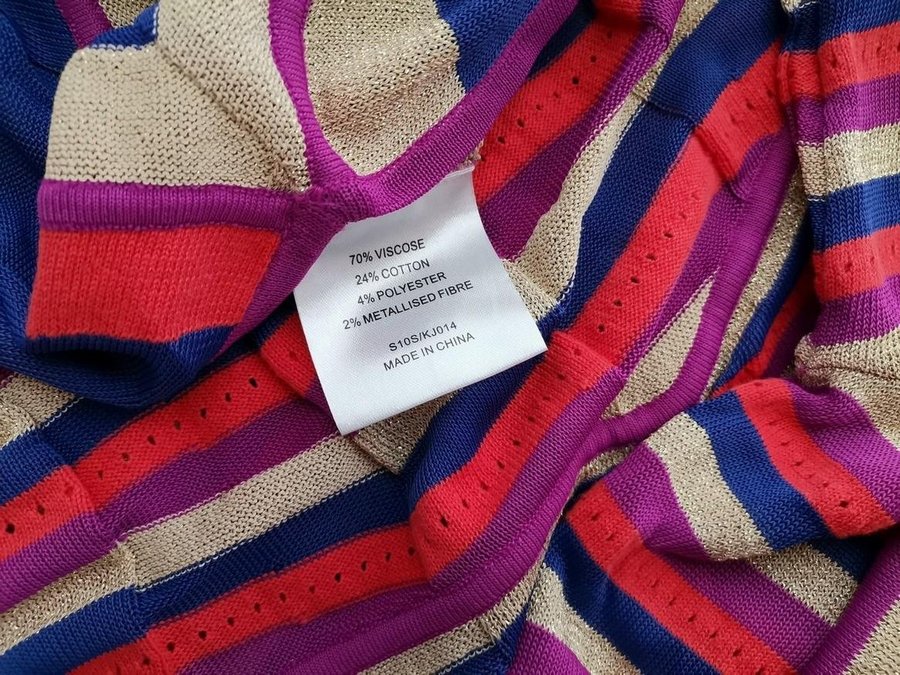 70% VISCOSE
24% COTTON
4% POLYESTER
2% METALLISED FIBRE
S10S/KJ014
MADE IN CHINA